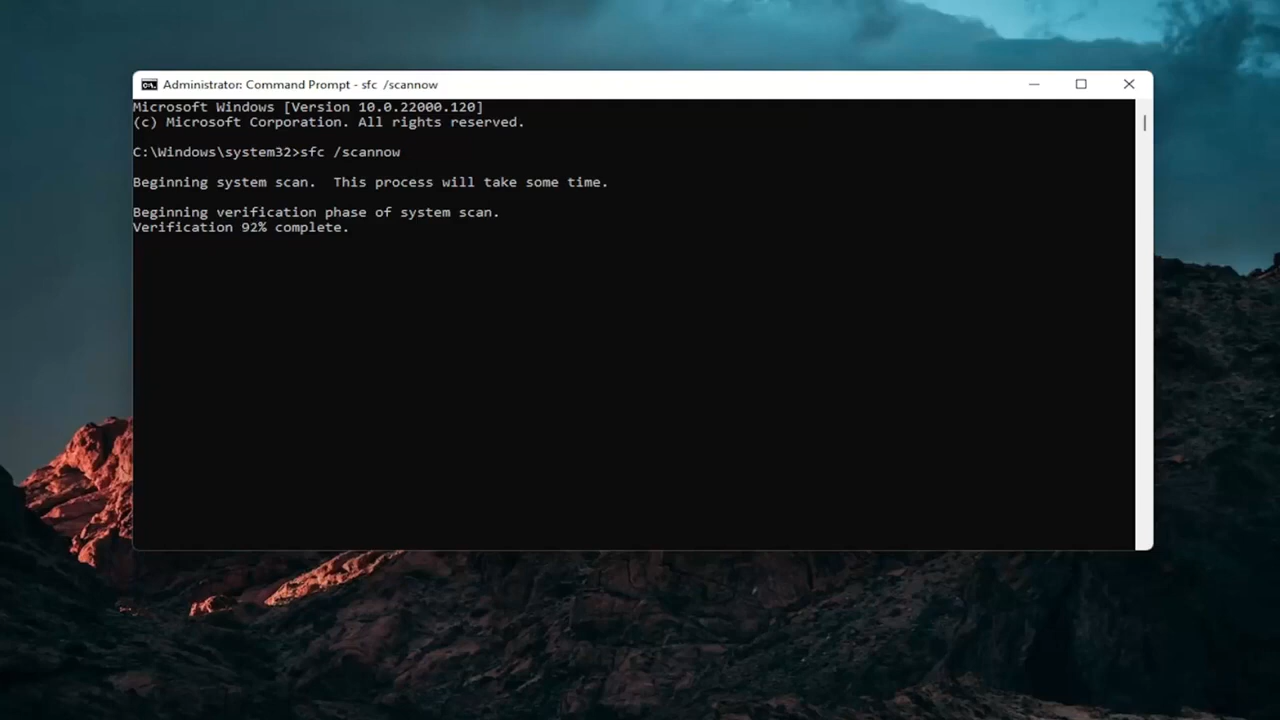 Administrator: Command Prompt - sfc /scannow
Microsoft Windows [Version 10.0.22000.120]
(c) Microsoft Corporation. All rights reserved.
C:\Windows\system32>sfc /scannow
Beginning system scan.  This process will take some time.
Beginning verification phase of system scan.
Verification 92% complete.